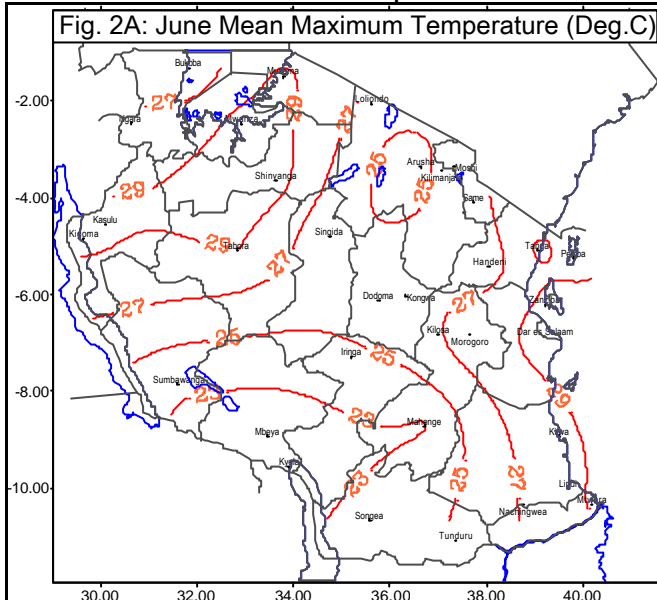 Fig. 2A: June Mean Maximum Temperature (Deg.C)
Bukoba
Musoma
27
29
27
-2.00
Loliondo
Ngara
Mwanza
25
Arusha
Moshi
Kilimanjaro
Shinyanga
29
25
-4.00
Same
Kasulu
Kigoma
Singida
29
Tabora
Tanga
Pemba
27
Handeni
-6.00
27
Dodoma
Kongwa
27
Zanzibar
Kilosa
Morogoro
Dar es Salaam
25
Iringa
25
Sumbawanga
23
-8.00
29
23
Mahenge
Mbeya
Kilwa
Kyela
23
25
27
-10.00
Lindi
Mtwara
Songea
Nachingwea
Tunduru
30.00 32.00 34.00 36.00 38.00 40.00